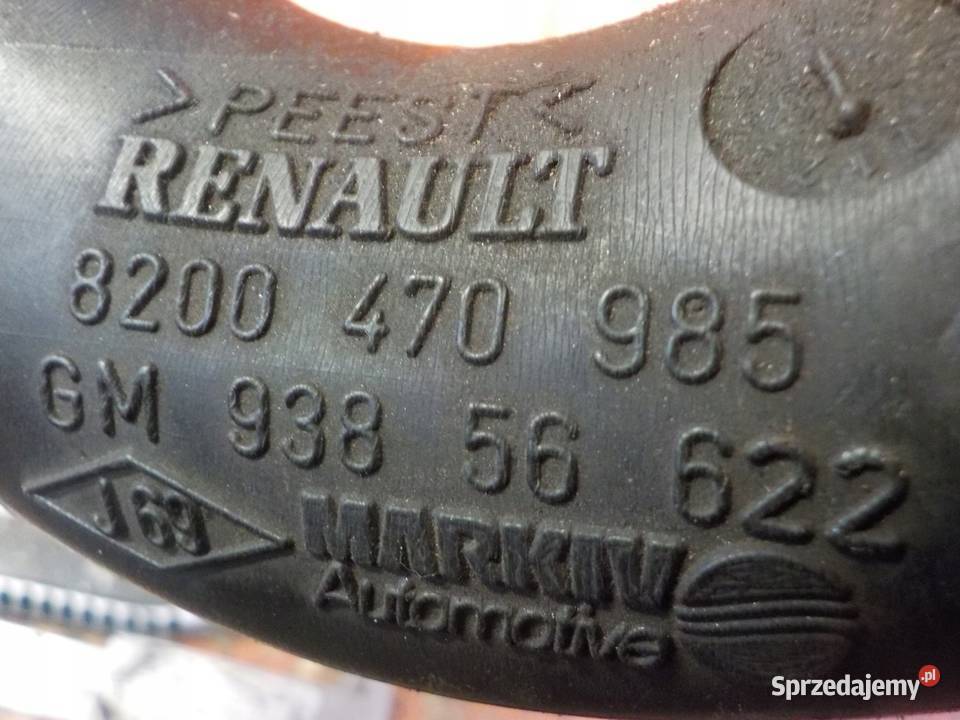 >PEEST<
RENAULT
8200 470 985
GM 938 56 622
J69
MARKIV
Automotive
Sprzedajemy.pl